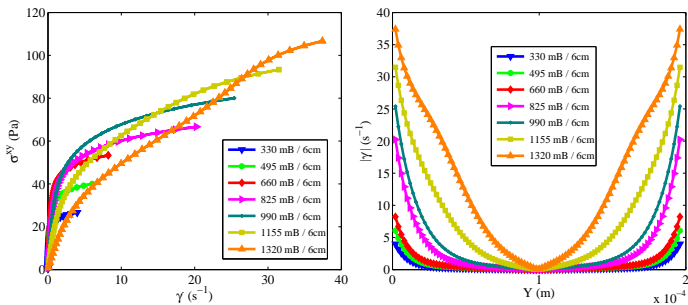 120
100
80
60
40
20
0
σxy (Pa)
0 10 20 30 40
γ̇ (s-1)
330 mB / 6cm
495 mB / 6cm
660 mB / 6cm
825 mB / 6cm
990 mB / 6cm
1155 mB / 6cm
1320 mB / 6cm
40
35
30
25
20
15
10
5
0
|γ̇| (s-1)
0 1 2
Y (m)
x 10-4
330 mB / 6cm
495 mB / 6cm
660 mB / 6cm
825 mB / 6cm
990 mB / 6cm
1155 mB / 6cm
1320 mB / 6cm